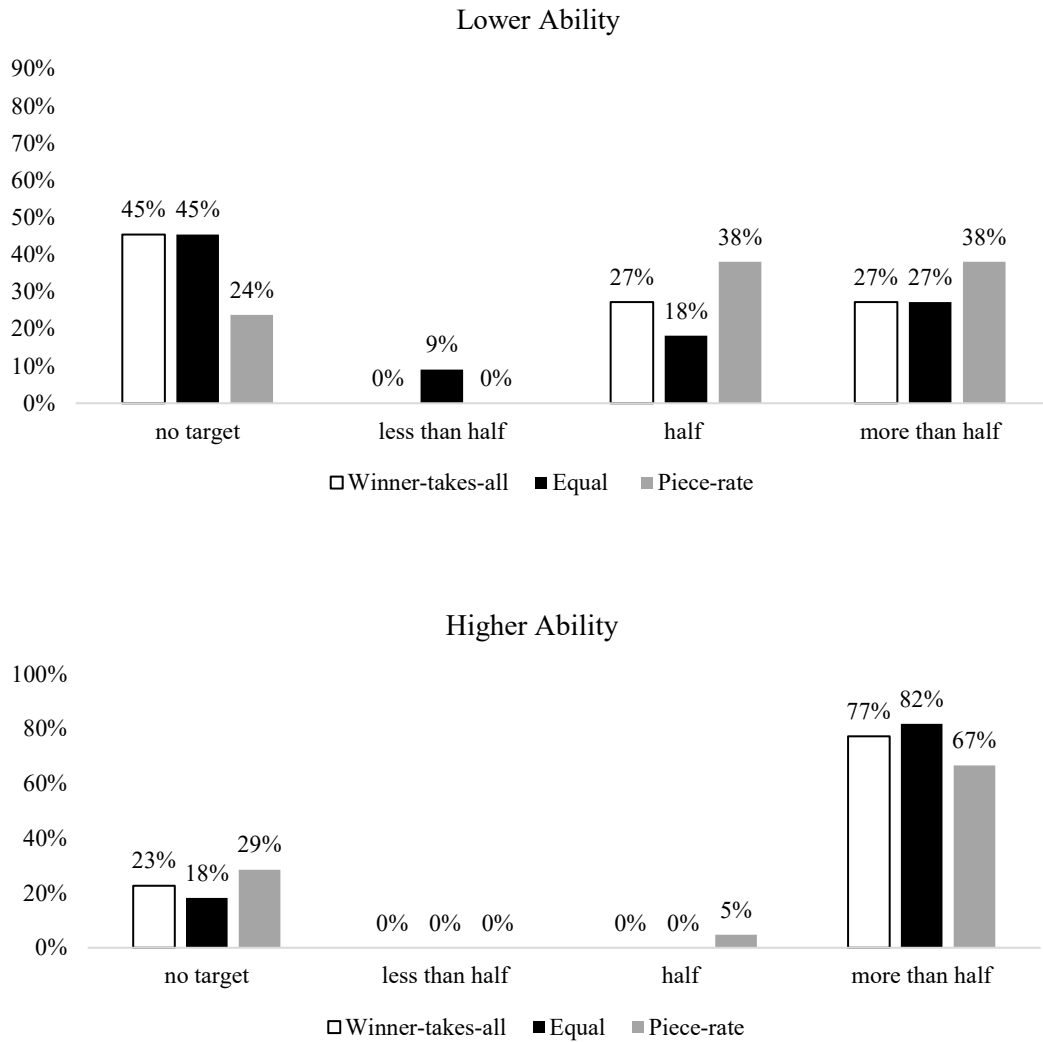 Lower Ability
90%
80%
70%
60%
50%
40%
30%
20%
10%
0%
45% 45% 24%
0% 9% 0%
27% 18% 38%
27% 27% 38%
no target less than half half more than half
Winner-takes-all Equal Piece-rate
Higher Ability
100%
80%
60%
40%
20%
0%
23% 18% 29%
0% 0% 0%
0% 0% 5%
77% 82% 67%
no target less than half half more than half
Winner-takes-all Equal Piece-rate